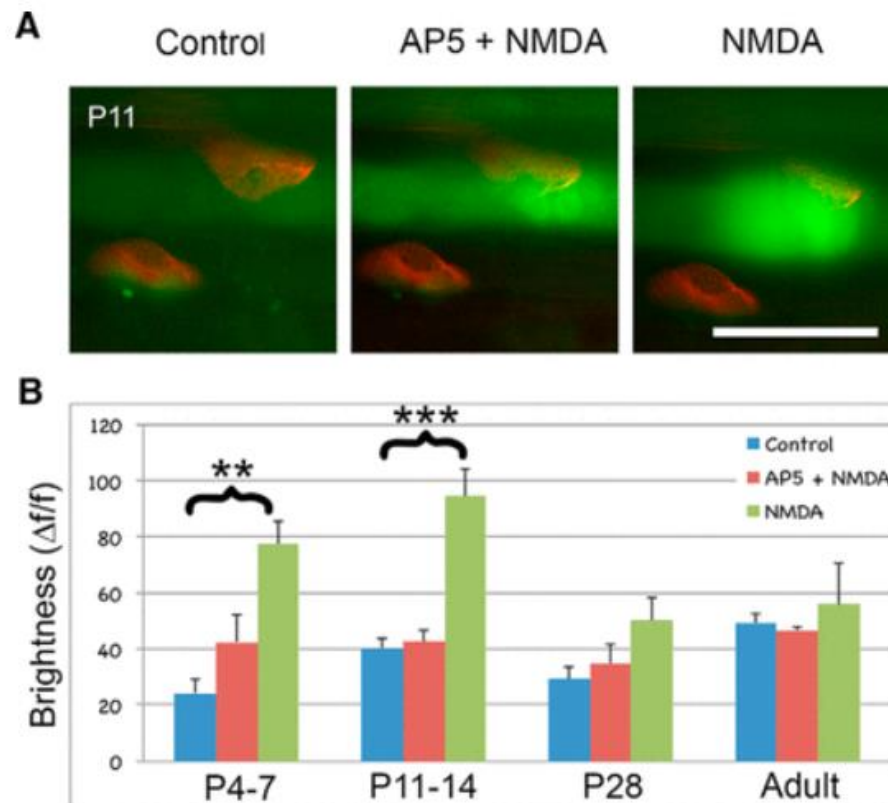 A
Control AP5 + NMDA NMDA
P11
B
Brightness (Δf/f)
120
100
80
60
40
20
0
** ***
Control
AP5 + NMDA
NMDA
P4-7 P11-14 P28 Adult